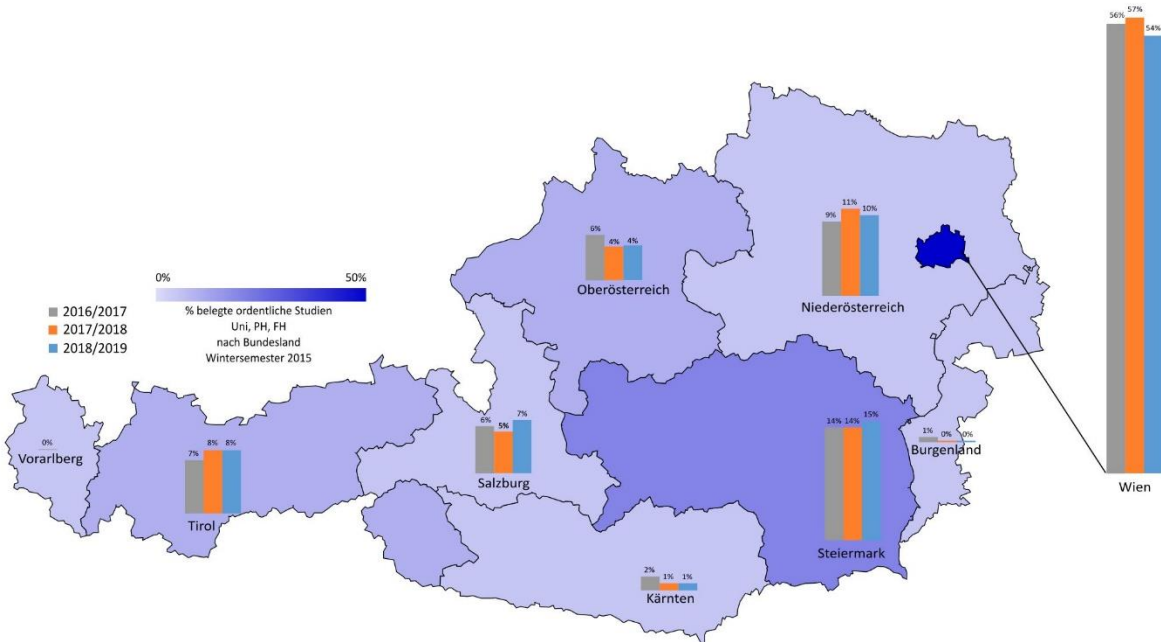 56%
57%
54%
9%
11%
10%
6%
4%
4%
Oberösterreich
Niederösterreich
0%
50%
% belegte ordentliche Studien
Uni, PH, FH
nach Bundesland
Wintersemester 2015
2016/2017
2017/2018
2018/2019
0%
Vorarlberg
7%
8%
8%
Tirol
6%
5%
7%
Salzburg
14%
14%
15%
Steiermark
1%
0%
0%
Burgenland
Wien
2%
1%
1%
Kärnten